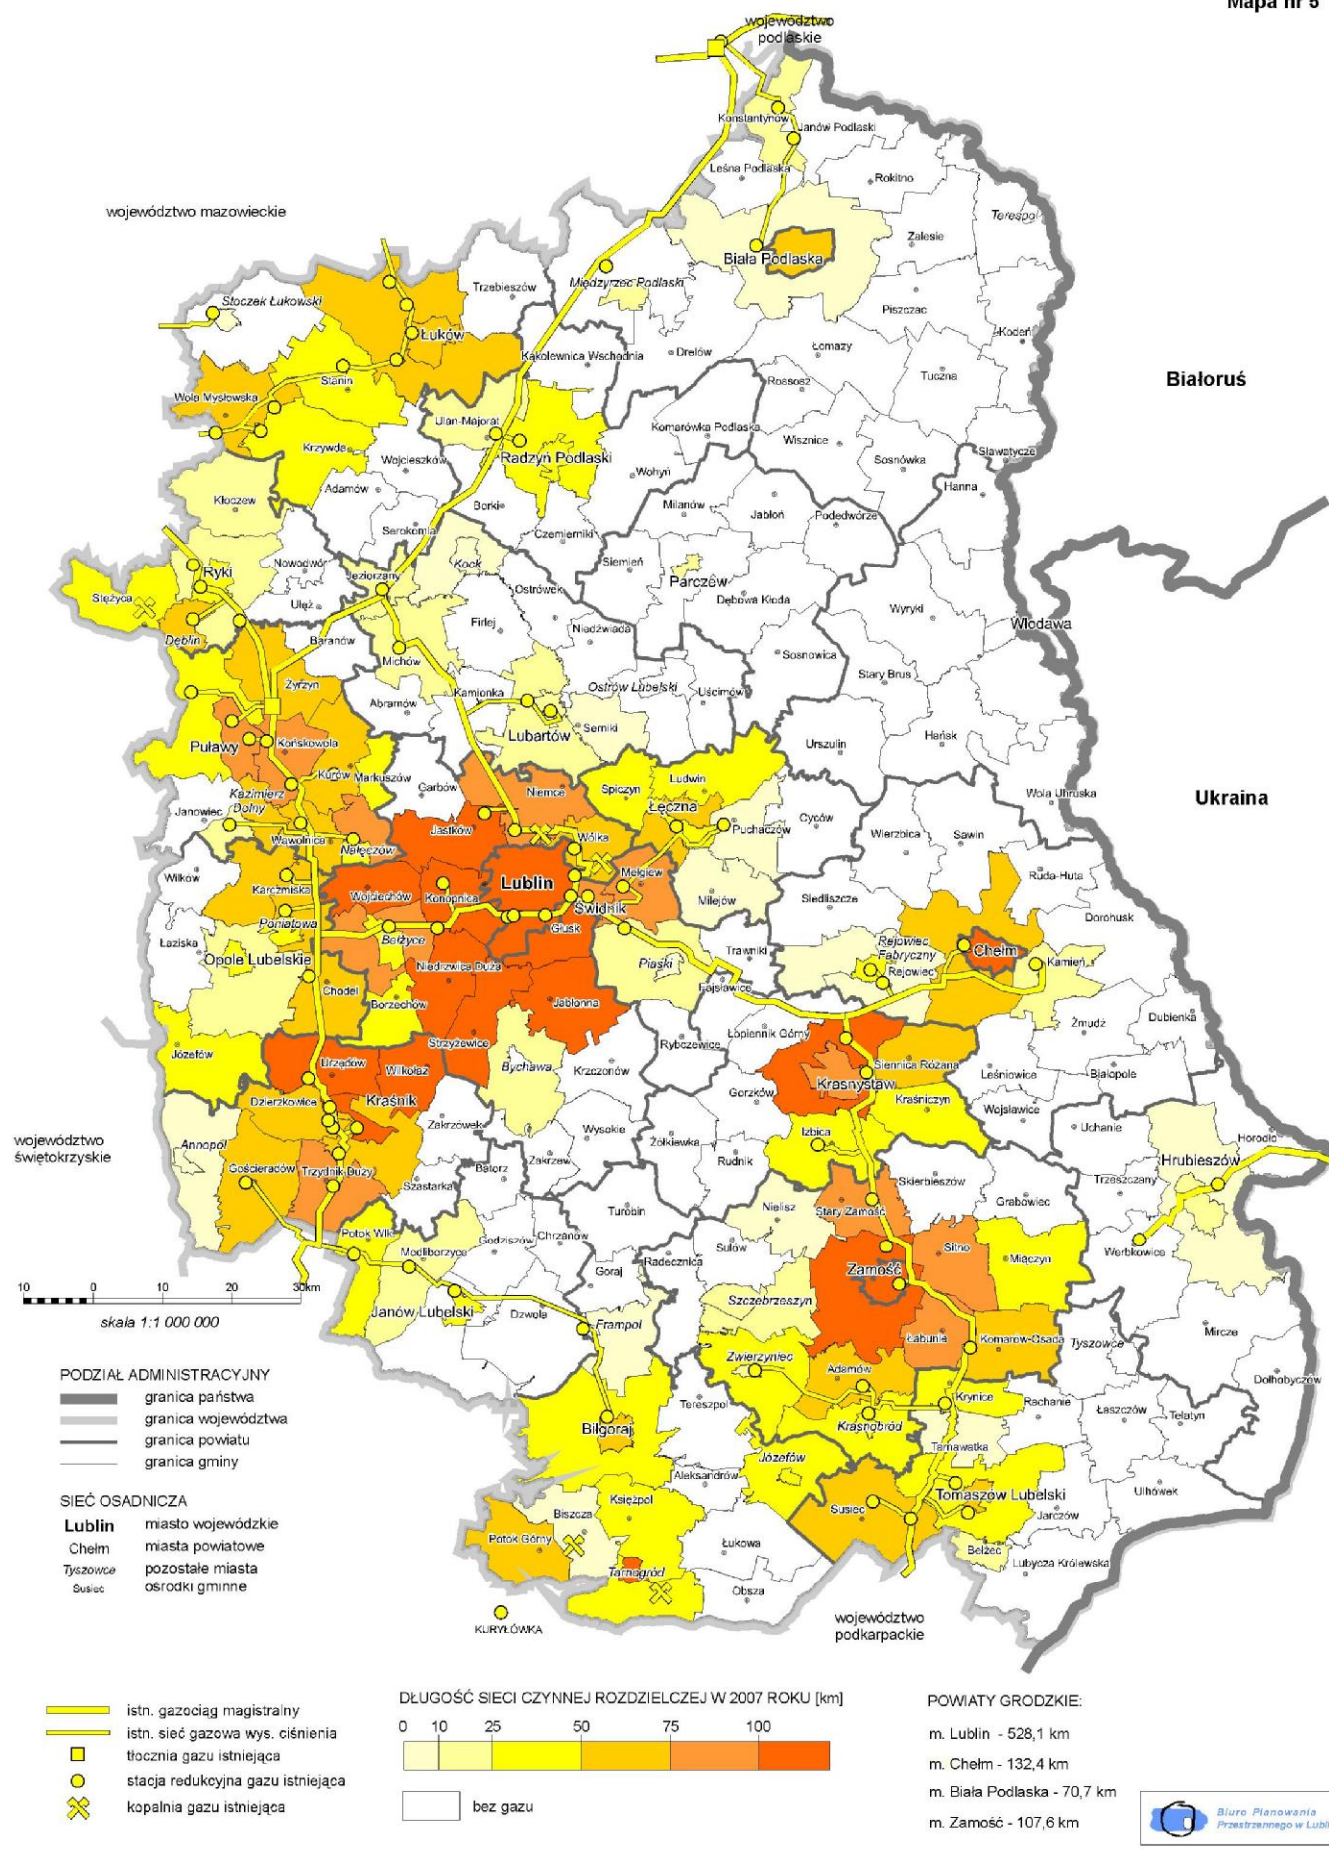 Mapa nr 5
województwo
podlaskie
Konstantynów
Janów Podlaski
Leśna Podlaska
Rokitno
województwo mazowieckie
Terespol
Zalesie
Biała Podlaska
Międzyrzec Podlaski
Trzebieszów
Stoczek Łukowski
Piszczac
Kodeń
Łuków
Kąkolewnica Wschodnia
Drelów
Łomazy
Stanin
Rossosz
Tuczna
Białoruś
Wola Mysłowska
Ulan-Majorat
Komarówka Podlaska
Wisznice
Krzywda
Radzyń Podlaski
Wojcieszków
Wohyń
Sosnówka
Sławatycze
Adamów
Hanna
Kłoczew
Borki
Milanów
Jabłoń
Podedwórze
Serokomla
Czemierniki
Siemień
Nowodwór
Kock
Ryki
Jeziorzany
Parczew
Stężyca
Ułęż
Ostrówek
Dębowa Kłoda
Wyryki
Firlej
Włodawa
Dęblin
Baranów
Niedźwiada
Michów
Sosnowica
Żyrzyn
Kamionka
Ostrów Lubelski
Uścimów
Stary Brus
Abramów
Serniki
Lubartów
Puławy
Końskowola
Urszulin
Hańsk
Kurów
Markuszów
Ludwin
Kazimierz
Dolny
Garbów
Niemce
Spiczyn
Wola Uhruska
Ukraina
Janowiec
Łęczna
Cyców
Jastków
Puchaczów
Wierzbica
Sawin
Wąwolnica
Nałęczów
Wólka
Wilków
Karczmiska
Wojciechów
Konopnica
Lublin
Mełgiew
Ruda-Huta
Milejów
Siedliszcze
Świdnik
Dorohusk
Poniatowa
Głusk
Łaziska
Bełżyce
Rejowiec
Fabryczny
Chełm
Opole Lubelskie
Trawniki
Kamień
Piaski
Rejowiec
Niedrzwica Duża
Fajsławice
Chodel
Borzechów
Jabłonna
Dubienka
Łopiennik Górny
Żmudź
Józefów
Strzyżewice
Rybczewice
Urzędów
Wilkołaz
Bychawa
Krzczonów
Siennica Różana
Leśniowice
Białopole
Krasnystaw
Gorzków
Dzierzkowice
Kraśnik
Kraśniczyn
Wojsławice
województwo
świętokrzyskie
Annopol
Zakrzówek
Wysokie
Żółkiewka
Izbica
Uchanie
Horodło
Gościeradów
Trzydnik Duży
Batorz
Zakrzew
Rudnik
Hrubieszów
Szastarka
Skierbieszów
Grabowiec
Trzeszczany
Turobin
Nielisz
Stary Zamość
Potok Wlki
Modliborzyce
Godziszów
Chrzanów
Sułów
Sitno
Werbkowice
Goraj
Radecznica
Miączyn
Zamość
10 0 10 20 30km
Janów Lubelski
Dzwola
Szczebrzeszyn
skala 1:1 000 000
Frampol
Łabunie
Komarow-Osada
Tyszowce
Mircze
Zwierzyniec
Adamów
Dołhobyczów
Krynice
Rachanie
Tereszpol
Łaszczów
Telatyn
Biłgoraj
Krasnobród
Tarnawatka
Aleksandrów
Józefów
Księżpol
Tomaszów Lubelski
Ulhówek
Susiec
Jarczów
Biszcza
Potok Górny
Łukowa
Bełżec
Lubycza Królewska
Tarnogród
Obsza
KURYŁÓWKA
województwo
podkarpackie
PODZIAŁ ADMINISTRACYJNY
granica państwa
granica województwa
granica powiatu
granica gminy
SIEĆ OSADNICZA
Lublin miasto wojewódzkie
Chełm miasta powiatowe
Tyszowce pozostałe miasta
Susiec ośrodki gminne
istn. gazociąg magistralny
istn. sieć gazowa wys. ciśnienia
tłocznia gazu istniejąca
stacja redukcyjna gazu istniejąca
kopalnia gazu istniejąca
DŁUGOŚĆ SIECI CZYNNEJ ROZDZIELCZEJ W 2007 ROKU [km]
0 10 25 50 75 100
bez gazu
POWIATY GRODZKIE:
m. Lublin - 528,1 km
m. Chełm - 132,4 km
m. Biała Podlaska - 70,7 km
m. Zamość - 107,6 km
Biuro Planowania
Przestrzennego w Lubli